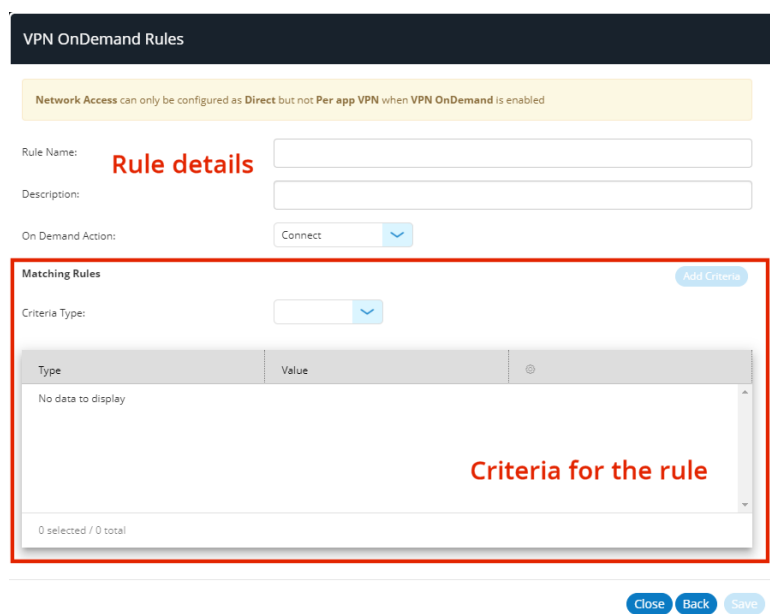 VPN OnDemand Rules
Network Access can only be configured as Direct but not Per app VPN when VPN OnDemand is enabled
Rule Name:
Rule details
Description:
On Demand Action:
Connect
Matching Rules
Add Criteria
Criteria Type:
Type
Value
No data to display
Criteria for the rule
0 selected / 0 total
Close
Back
Save